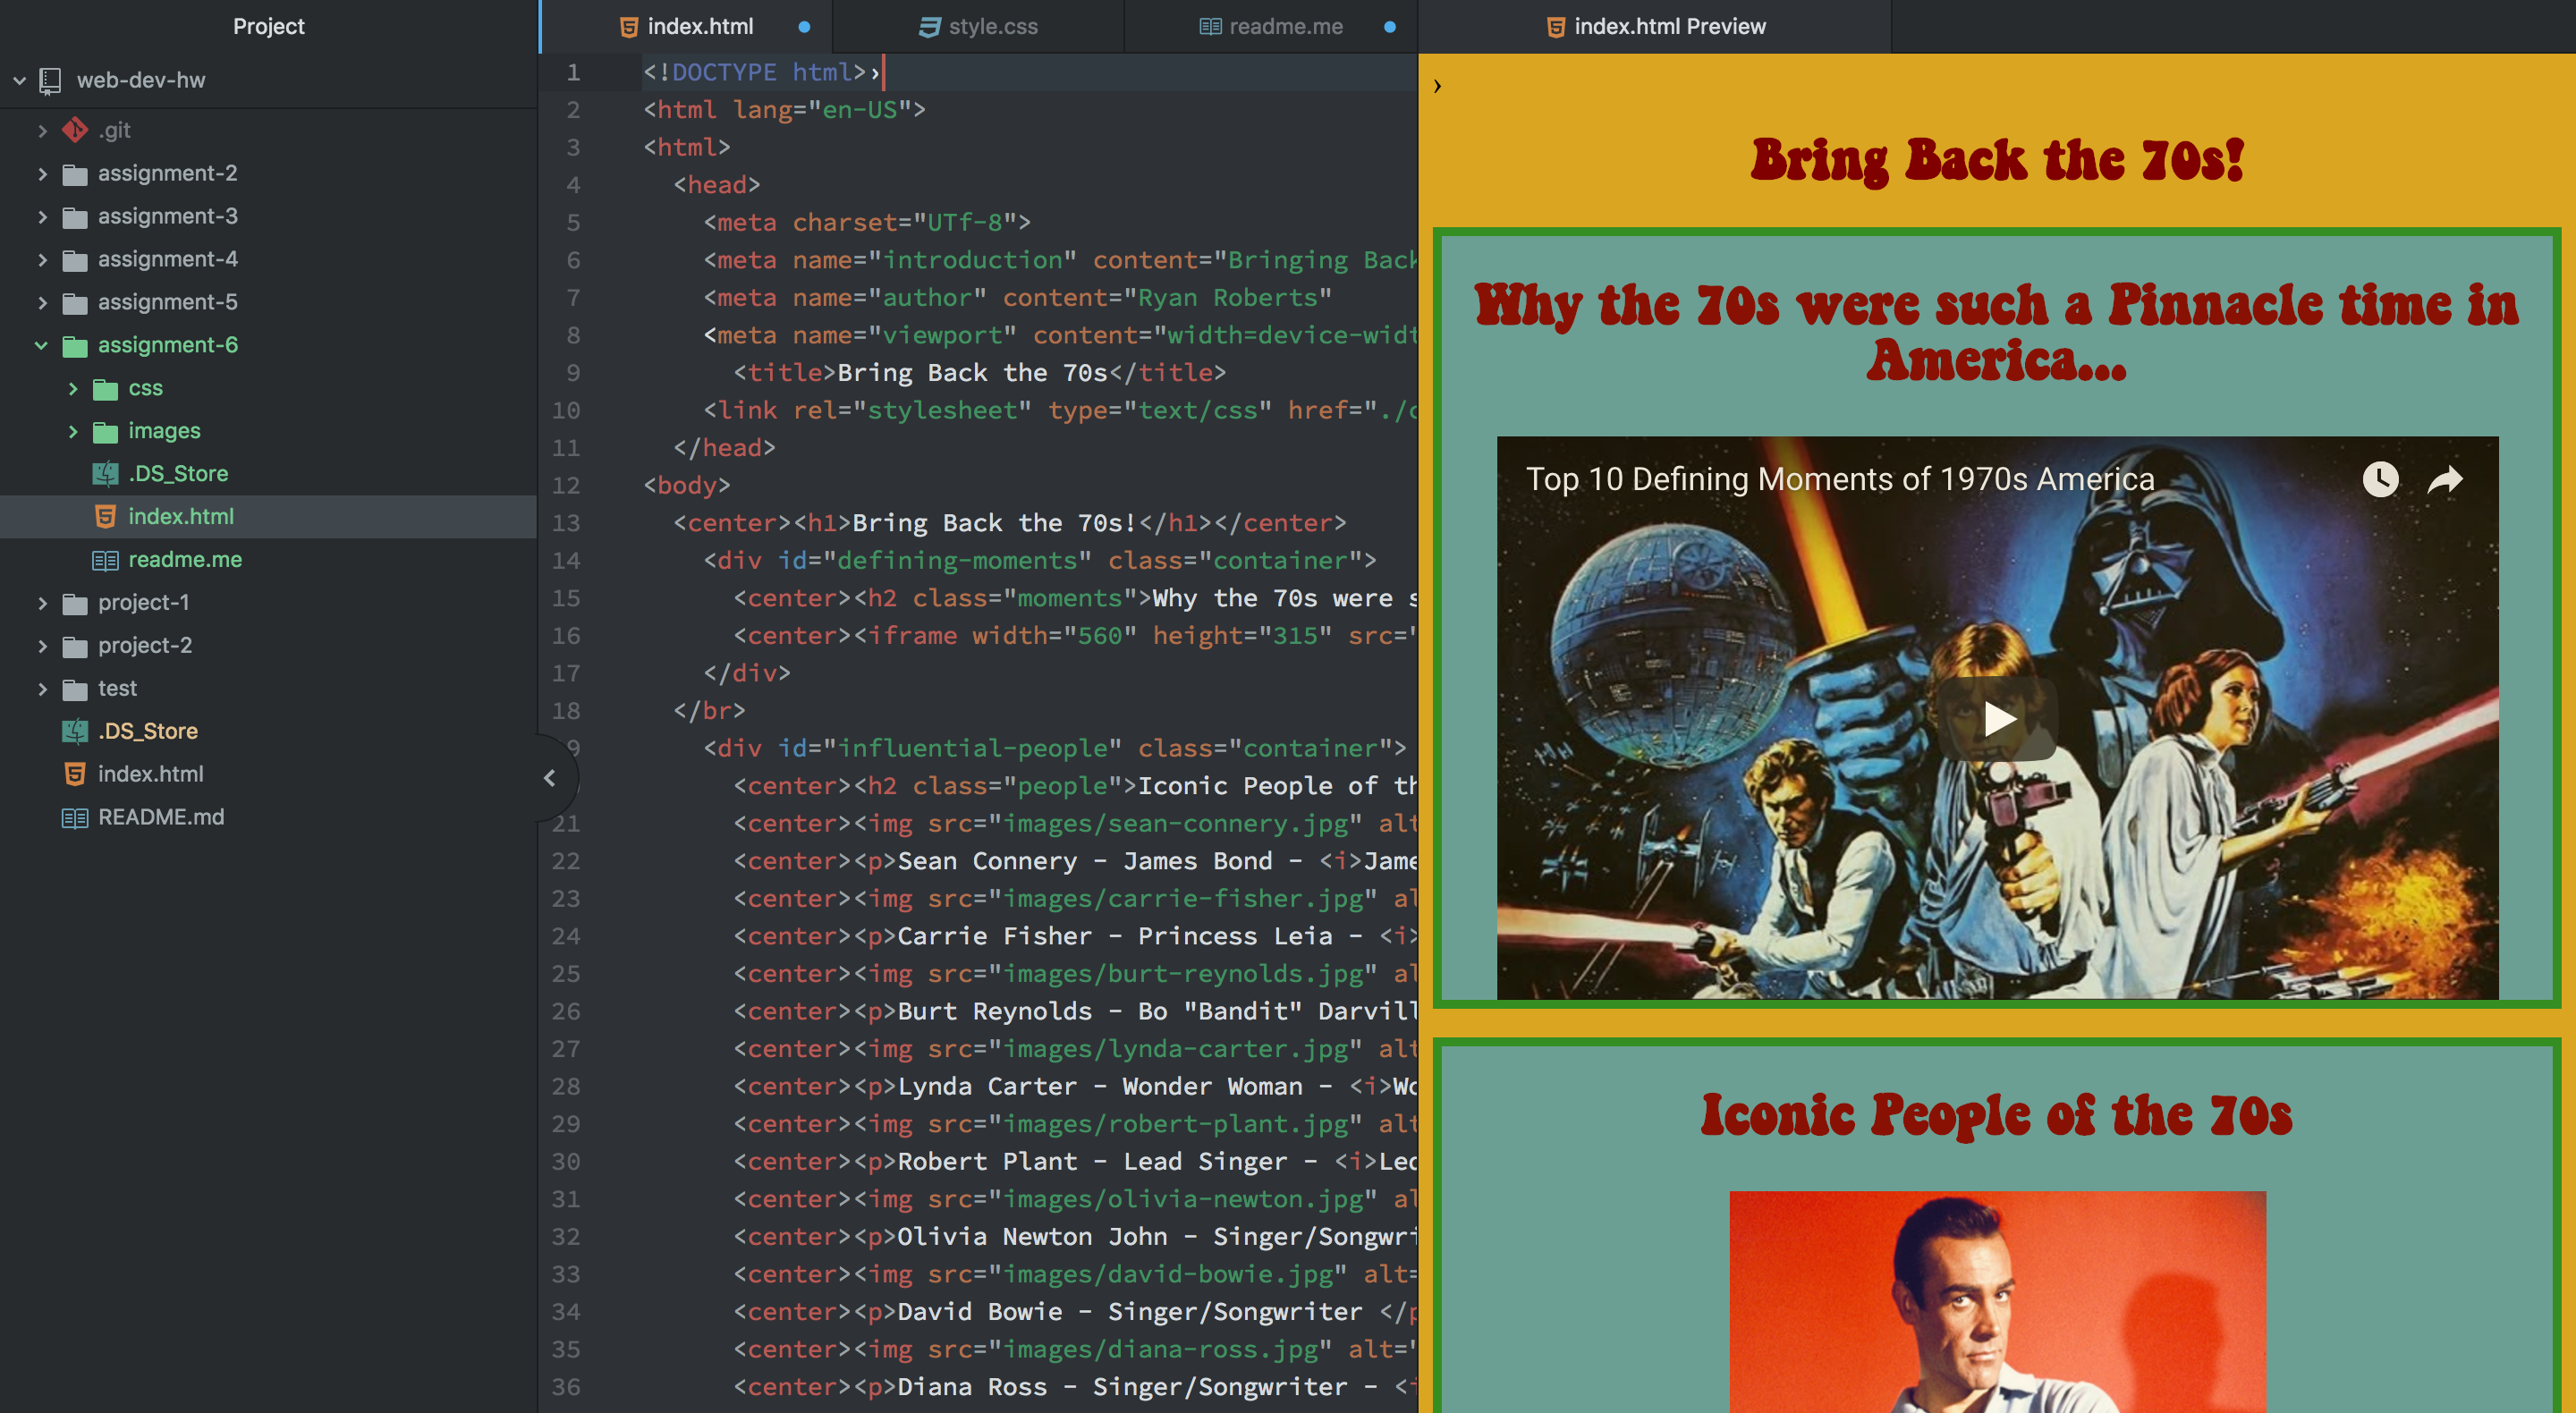 Project
web-dev-hw
.git
assignment-2
assignment-3
assignment-4
assignment-5
assignment-6
css
images
.DS_Store
index.html
readme.me
project-1
project-2
test
.DS_Store
index.html
README.md
index.html
style.css
readme.me
1 <!DOCTYPE html>›
2 <html lang="en-US">
3 <html>
4 <head>
5 <meta charset="UTf-8">
6 <meta name="introduction" content="Bringing Back
7 <meta name="author" content="Ryan Roberts"
8 <meta name="viewport" content="width=device-widt
9 <title>Bring Back the 70s</title>
10 <link rel="stylesheet" type="text/css" href="./c
11 </head>
12 <body>
13 <center><h1>Bring Back the 70s!</h1></center>
14 <div id="defining-moments" class="container">
15 <center><h2 class="moments">Why the 70s were s
16 <center><iframe width="560" height="315" src="
17 </div>
18 </br>
9 <div id="influential-people" class="container">
<center><h2 class="people">Iconic People of th
21 <center><img src="images/sean-connery.jpg" alt
22 <center><p>Sean Connery - James Bond - <i>Jame
23 <center><img src="images/carrie-fisher.jpg" al
24 <center><p>Carrie Fisher - Princess Leia - <i>
25 <center><img src="images/burt-reynolds.jpg" al
26 <center><p>Burt Reynolds - Bo "Bandit" Darvill
27 <center><img src="images/lynda-carter.jpg" alt
28 <center><p>Lynda Carter - Wonder Woman - <i>Wo
29 <center><img src="images/robert-plant.jpg" alt
30 <center><p>Robert Plant - Lead Singer - <i>Led
31 <center><img src="images/olivia-newton.jpg" al
32 <center><p>Olivia Newton John - Singer/Songwri
33 <center><img src="images/david-bowie.jpg" alt=
34 <center><p>David Bowie - Singer/Songwriter </p
35 <center><img src="images/diana-ross.jpg" alt="
36 <center><p>Diana Ross - Singer/Songwriter - <i
index.html Preview
›
Bring Back the 70s!
Why the 70s were such a Pinnacle time in
America...
Top 10 Defining Moments of 1970s America
Iconic People of the 70s